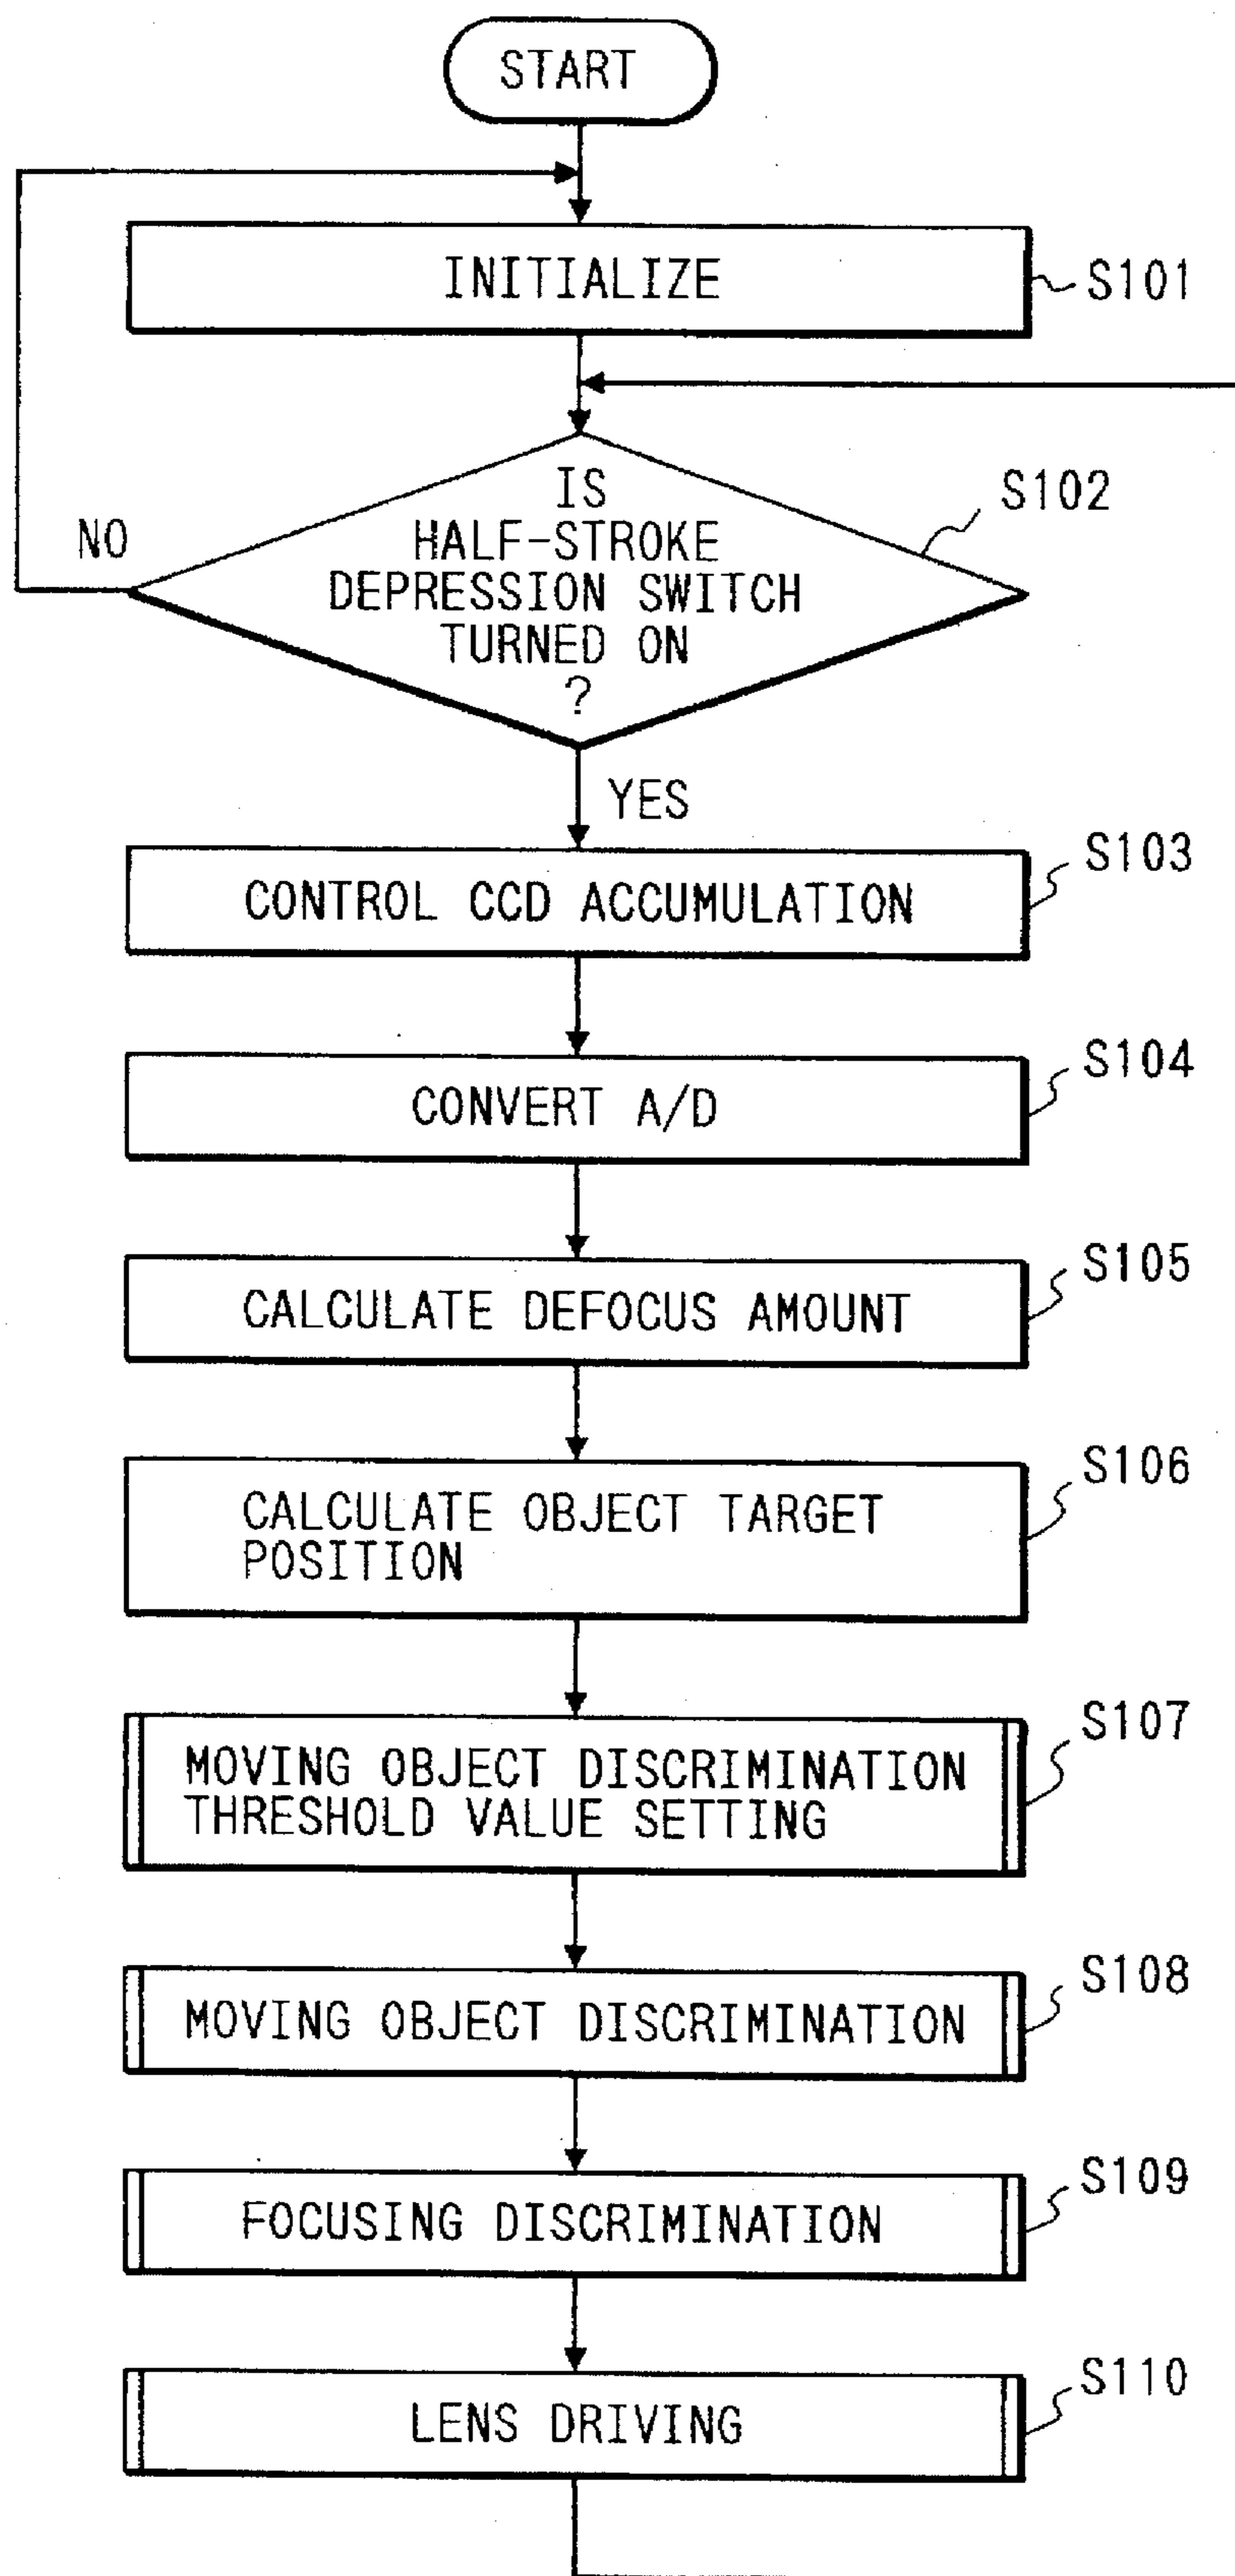 START
INITIALIZE
S101
IS
HALF-STROKE
DEPRESSION SWITCH
TURNED ON
?
S102
NO
YES
CONTROL CCD ACCUMULATION
S103
CONVERT A/D
S104
CALCULATE DEFOCUS AMOUNT
S105
CALCULATE OBJECT TARGET
POSITION
S106
MOVING OBJECT DISCRIMINATION
THRESHOLD VALUE SETTING
S107
MOVING OBJECT DISCRIMINATION
S108
FOCUSING DISCRIMINATION
S109
LENS DRIVING
S110